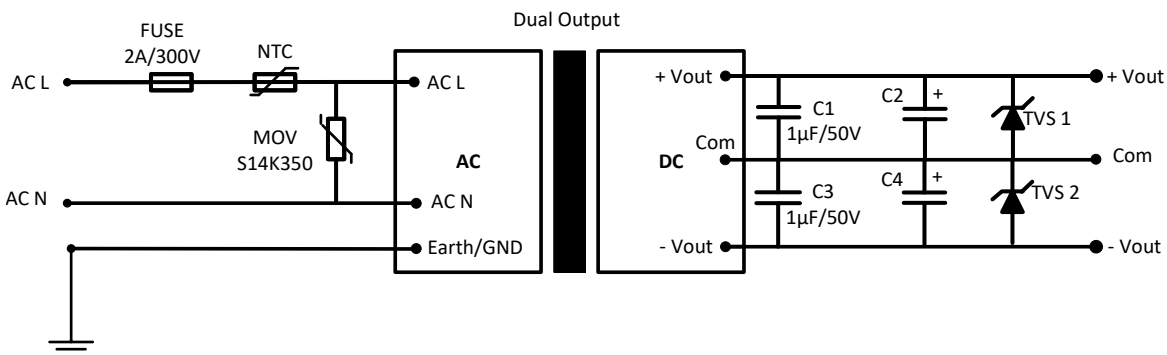 Dual Output
FUSE
2A/300V
NTC
AC L
AC L
MOV
S14K350
AC
AC N
AC N
Earth/GND
+ Vout
C1
1µF/50V
C2
+
TVS 1
+ Vout
Com
DC
Com
C3
1µF/50V
C4
+
TVS 2
- Vout
- Vout